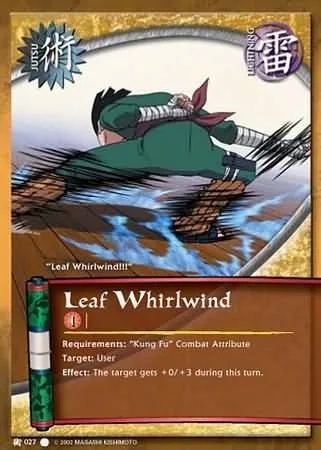 JUTSU
術
LIGHTNING
雷
"Leaf Whirlwind!!!"
Leaf Whirlwind
1
Requirements: "Kung Fu" Combat Attribute
Target: User
Effect: The target gets +0/+3 during this turn.
027
© 2002 MASASHI KISHIMOTO